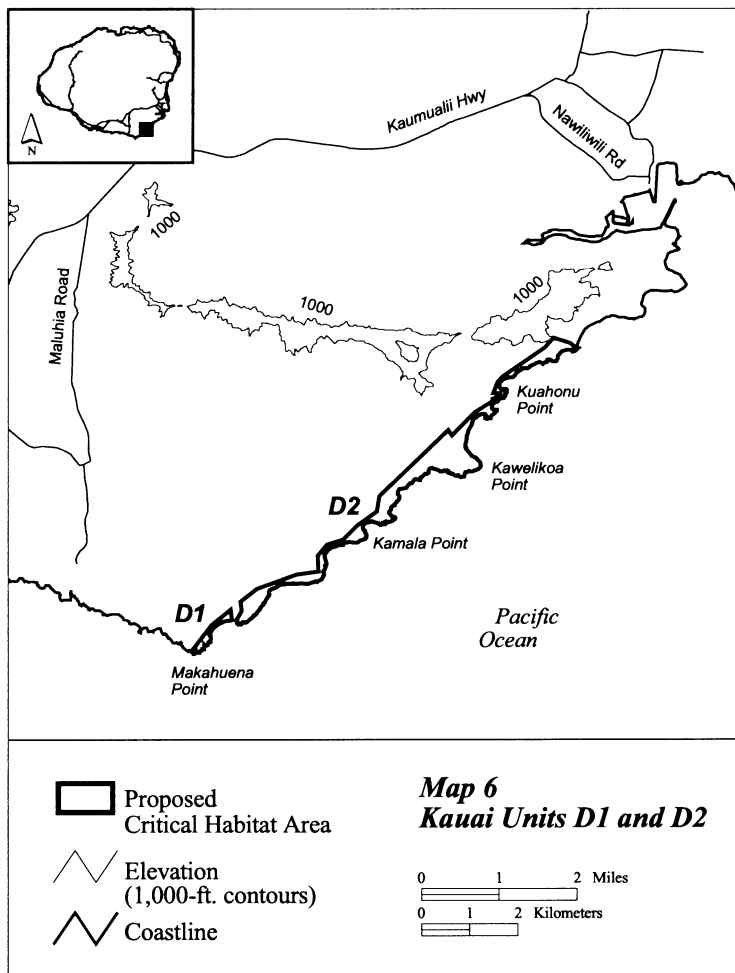 N
Kaumualii Hwy
Nawiliwili Rd
1000
1000
1000
Maluhia Road
Kuahonu
Point
Kawelikoa
Point
D2
Kamala Point
D1
Pacific
Ocean
Makahuena
Point
Proposed
Critical Habitat Area
Elevation
(1,000-ft. contours)
Coastline
Map 6
Kauai Units D1 and D2
0 1 2 Miles
0 1 2 Kilometers